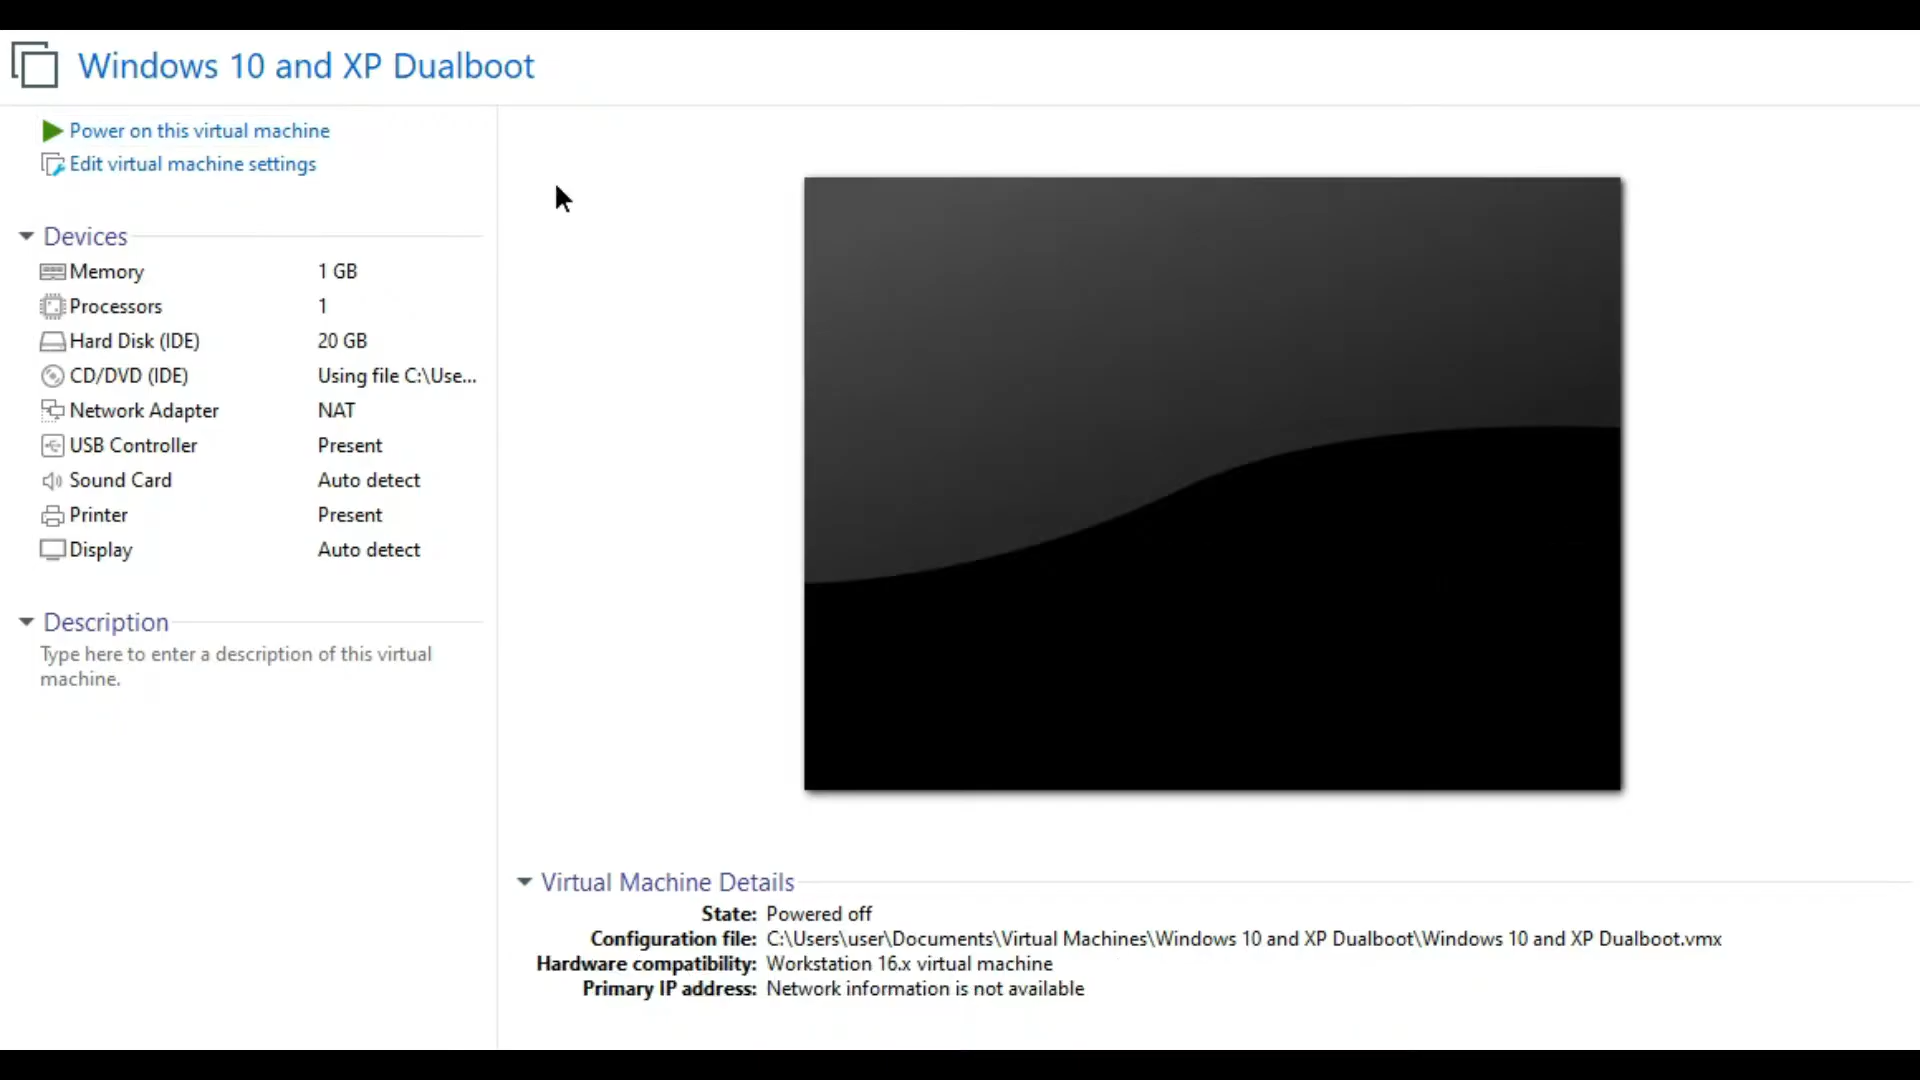 Windows 10 and XP Dualboot
Power on this virtual machine
Edit virtual machine settings
Devices
Memory 1 GB
Processors 1
Hard Disk (IDE) 20 GB
CD/DVD (IDE) Using file C:\Use...
Network Adapter NAT
USB Controller Present
Sound Card Auto detect
Printer Present
Display Auto detect
Description
Type here to enter a description of this virtual
machine.
Virtual Machine Details
State: Powered off
Configuration file: C:\Users\user\Documents\Virtual Machines\Windows 10 and XP Dualboot\Windows 10 and XP Dualboot.vmx
Hardware compatibility: Workstation 16.x virtual machine
Primary IP address: Network information is not available